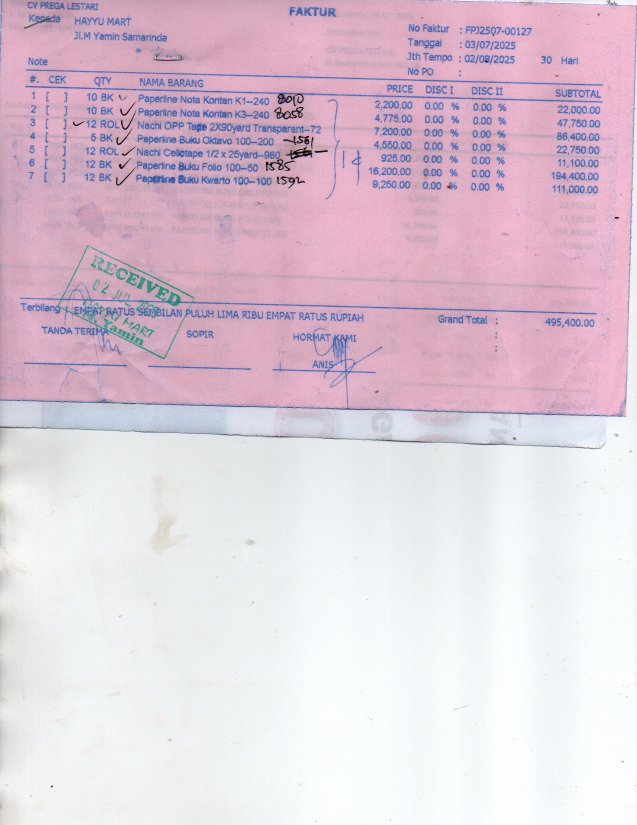 CV PREGA LESTARI
FAKTUR
Kepada HAYYU MART
Jl.M Yamin Samarinda
No Faktur : FPJ2507-00127
Tanggal : 03/07/2025
Jth Tempo : 02/08/2025 30 Hari
No PO :
Note
#. CEK QTY NAMA BARANG PRICE DISC I DISC II SUBTOTAL
1 [ ] 10 BK Paperline Nota Kontan K1-240 8010 2,200.00 0.00 % 0.00 % 22,000.00
2 [ ] 10 BK Paperline Nota Kontan K3-240 8058 4,775.00 0.00 % 0.00 % 47,750.00
3 [ ] 12 ROL Nachi OPP Tape 2X90yard Transparant--72 7,200.00 0.00 % 0.00 % 86,400.00
4 [ ] 5 BK Paperline Buku Oktavo 100--200 1561 4,550.00 0.00 % 0.00 % 22,750.00
5 [ ] 12 ROL Nachi Cellotape 1/2 x 25yard--960 925.00 0.00 % 0.00 % 11,100.00
6 [ ] 12 BK Paperline Buku Folio 100--50 1585 16,200.00 0.00 % 0.00 % 194,400.00
7 [ ] 12 BK Paperline Buku Kwarto 100-100 1592 9,250.00 0.00 % 0.00 % 111,000.00
RECEIVED
02 JUL
MART
M. Yamin
Terbilang : EMPAT RATUS SEMBILAN PULUH LIMA RIBU EMPAT RATUS RUPIAH
Grand Total : 495,400.00
TANDA TERIMA SOPIR HORMAT KAMI
ANIS